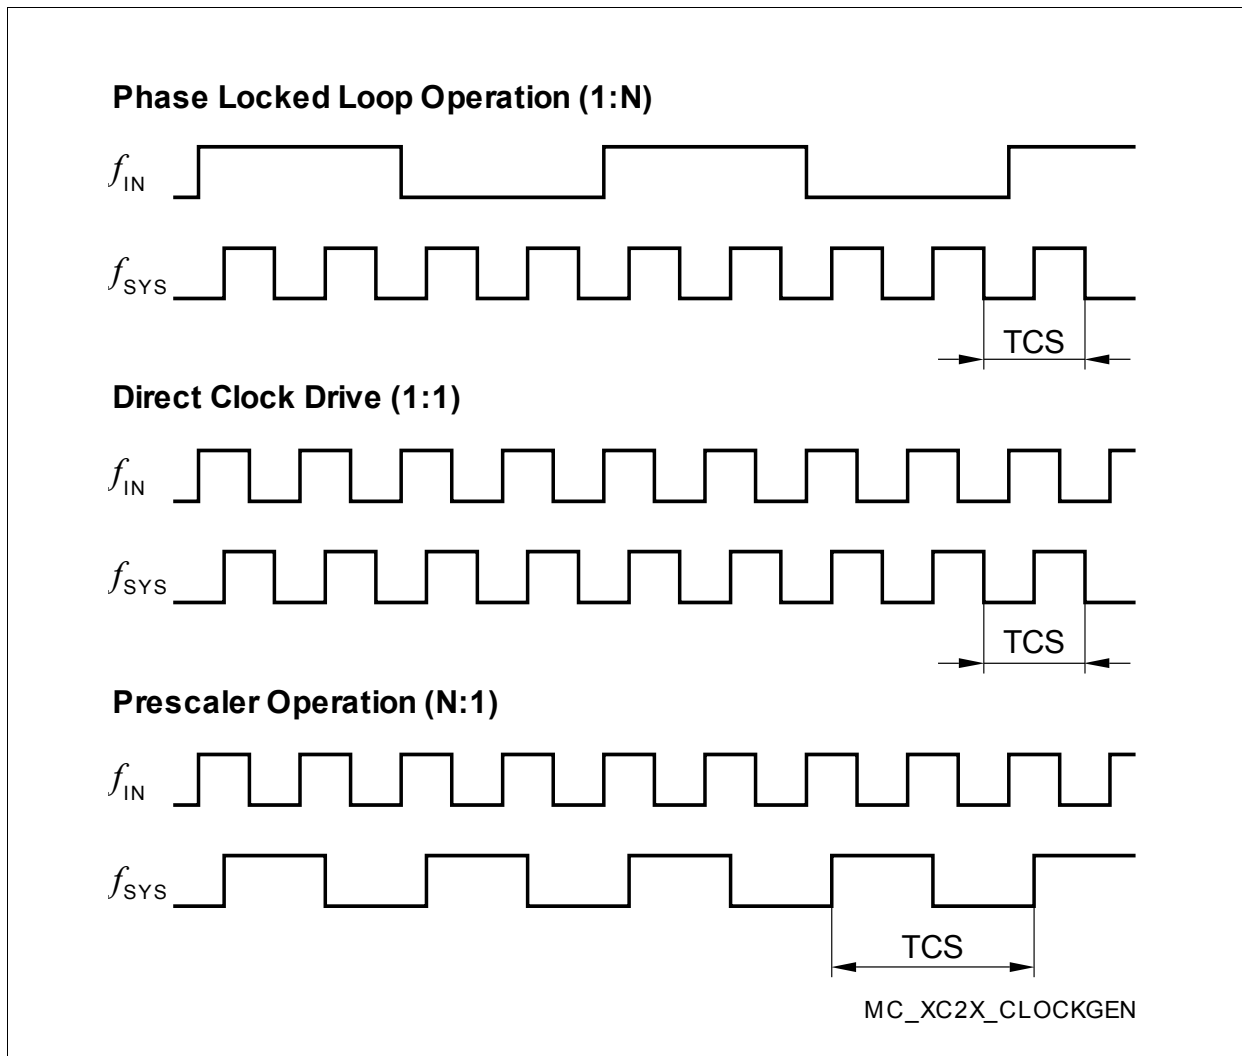 Phase Locked Loop Operation (1:N)
fIN
fSYS
TCS
Direct Clock Drive (1:1)
fIN
fSYS
TCS
Prescaler Operation (N:1)
fIN
fSYS
TCS
MC_XC2X_CLOCKGEN